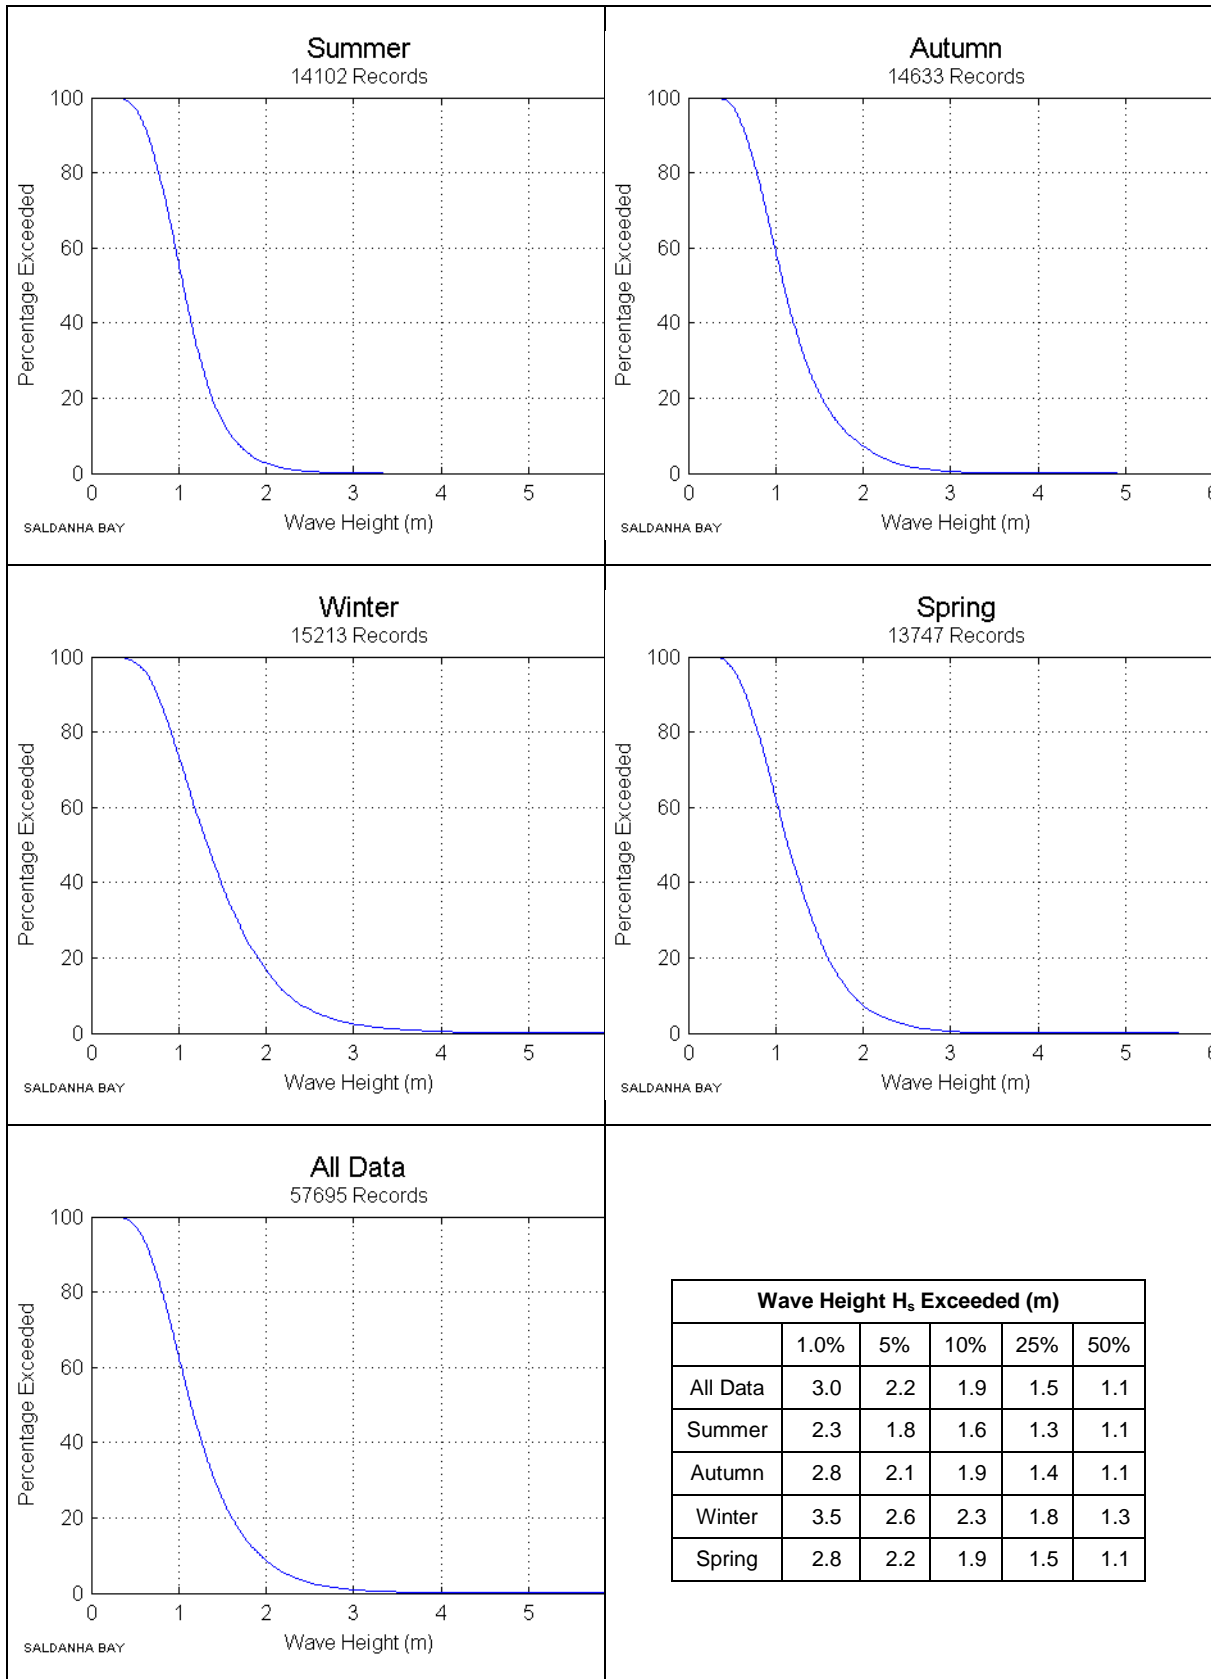 Summer
14102 Records
100
80
60
40
20
0
Percentage Exceeded
0 1 2 3 4 5
Wave Height (m)
SALDANHA BAY
Autumn
14633 Records
100
80
60
40
20
0
Percentage Exceeded
0 1 2 3 4 5 6
Wave Height (m)
SALDANHA BAY
Winter
15213 Records
100
80
60
40
20
0
Percentage Exceeded
0 1 2 3 4 5
Wave Height (m)
SALDANHA BAY
Spring
13747 Records
100
80
60
40
20
0
Percentage Exceeded
0 1 2 3 4 5 6
Wave Height (m)
SALDANHA BAY
All Data
57695 Records
100
80
60
40
20
0
Percentage Exceeded
0 1 2 3 4 5
Wave Height (m)
SALDANHA BAY
Wave Height Hs Exceeded (m)
1.0% 5% 10% 25% 50%
All Data 3.0 2.2 1.9 1.5 1.1
Summer 2.3 1.8 1.6 1.3 1.1
Autumn 2.8 2.1 1.9 1.4 1.1
Winter 3.5 2.6 2.3 1.8 1.3
Spring 2.8 2.2 1.9 1.5 1.1